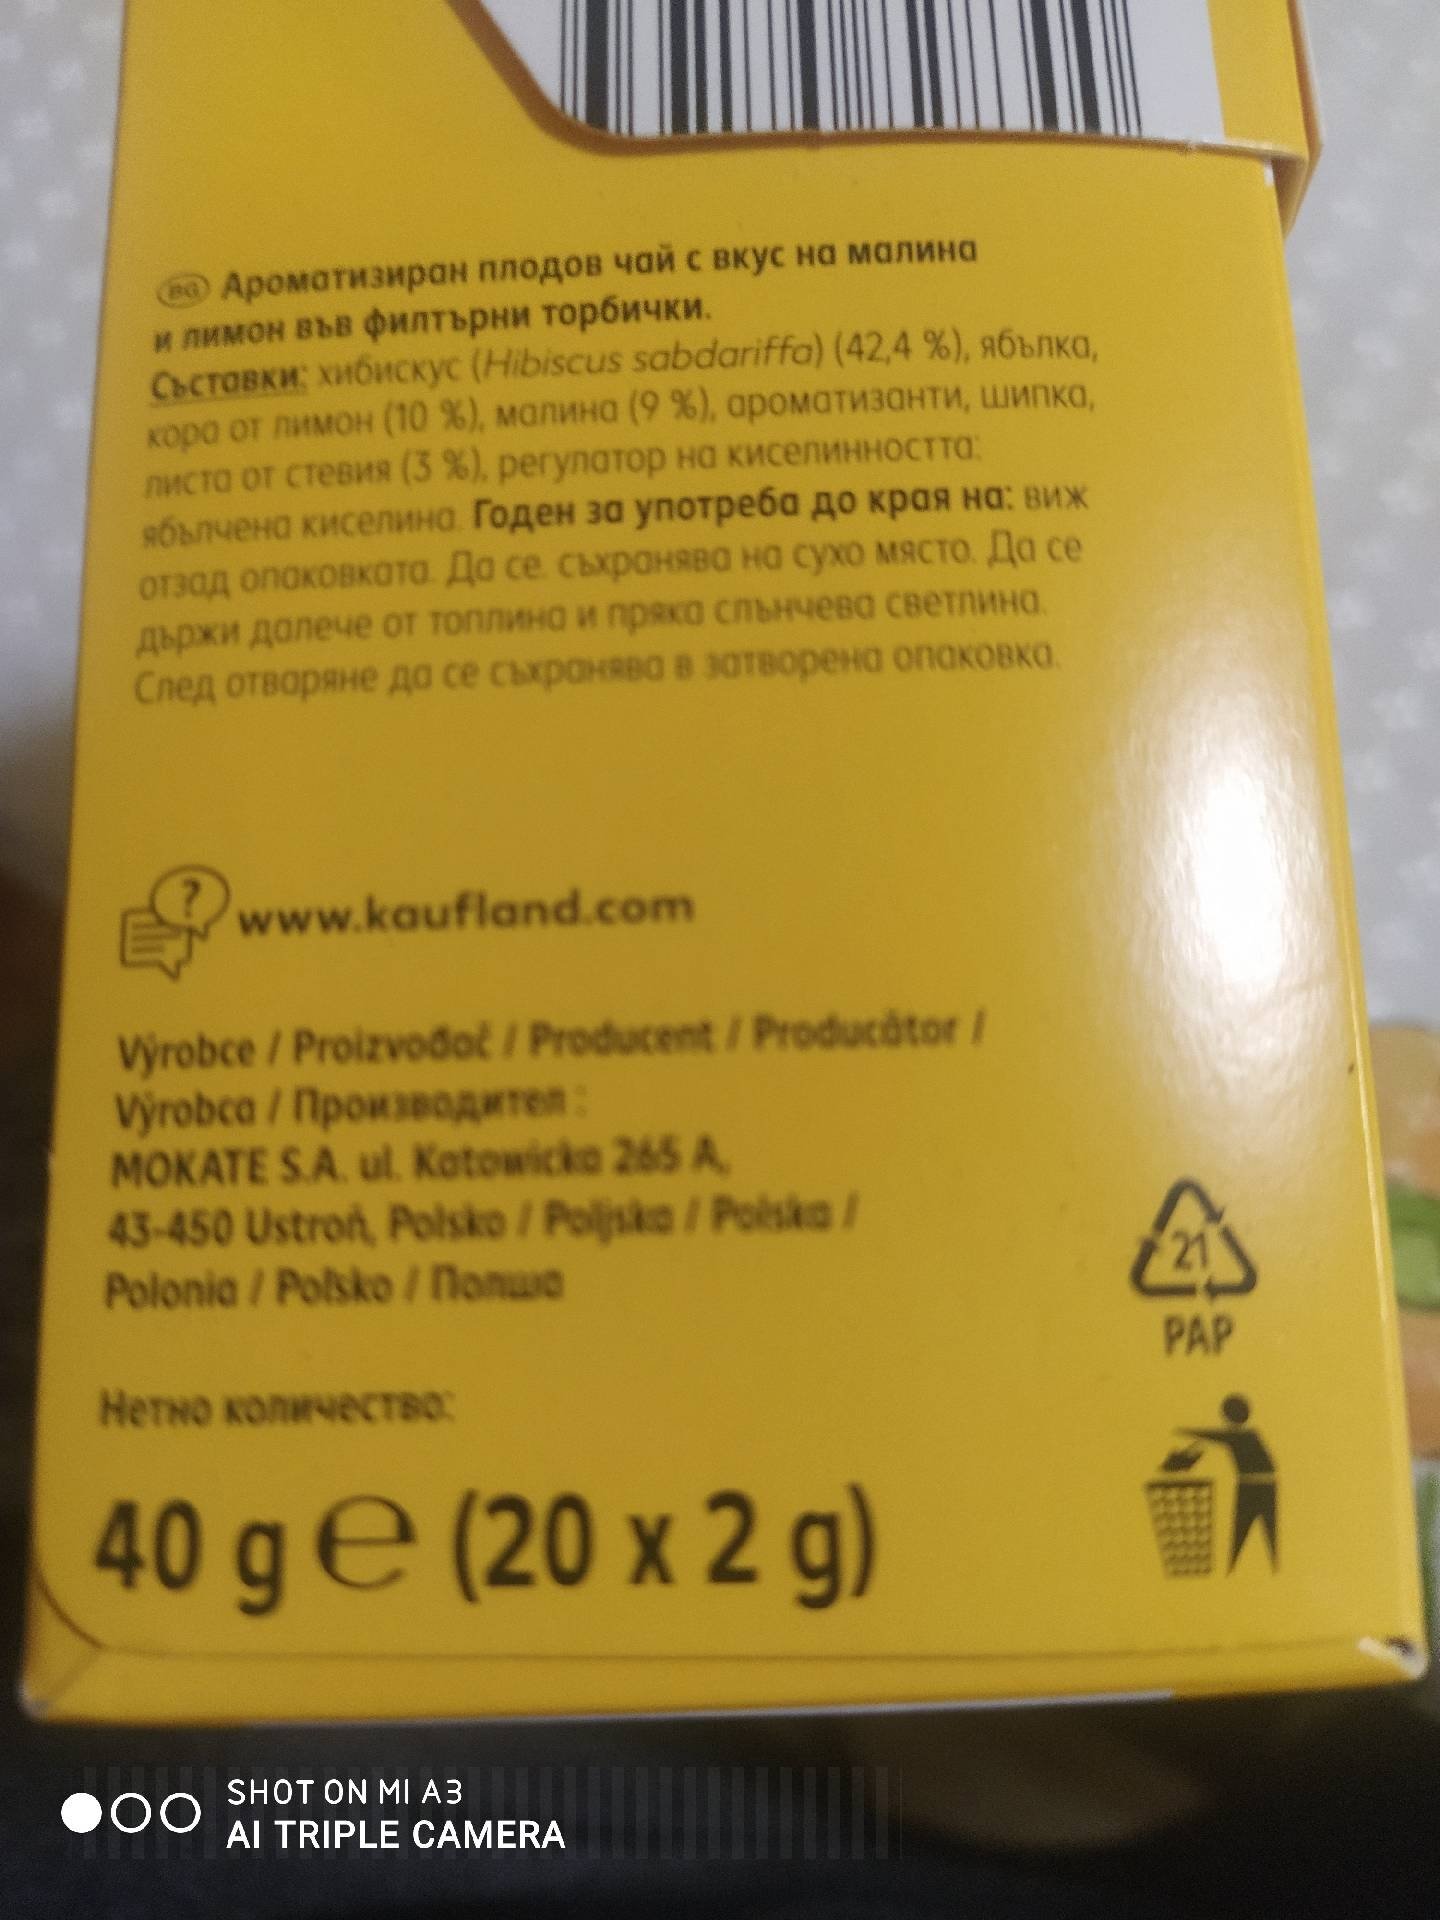 BG Ароматизиран плодов чай с вкус на малина
и лимон във филтърни торбички.
Съставки: хибискус (Hibiscus sabdariffa) (42,4 %), ябълка,
кора от лимон (10 %), малина (9 %), ароматизанти, шипка,
листа от стевия (3 %), регулатор на киселинността:
ябълчена киселина. Годен за употреба до края на: виж
отзад опаковката. Да се. съхранява на сухо място. Да се
държи далече от топлина и пряка слънчева светлина.
След отваряне да се съхранява в затворена опаковка.
?
www.kaufland.com
Výrobce / Proizvođač / Producent / Producător /
Výrobca / Производител :
MOKATE S.A. ul. Katowicka 265 A,
43-450 Ustroń, Polsko / Poljska / Polska /
Polonia / Poľsko / Полша
21
PAP
Нетно количество:
40 g ℮ (20 x 2 g)
SHOT ON MI A3
AI TRIPLE CAMERA